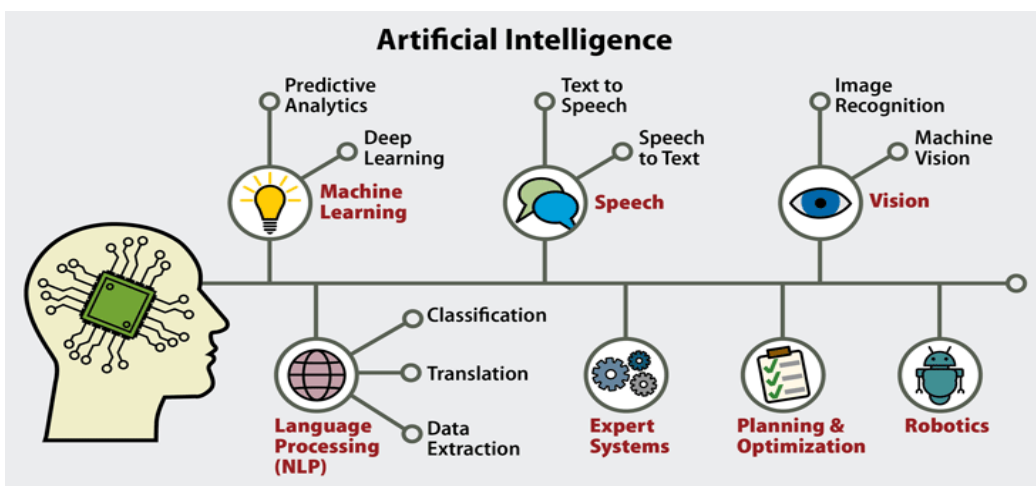 Artificial Intelligence
Predictive
Analytics
Deep
Learning
Machine
Learning
Text to
Speech
Speech
to Text
Speech
Image
Recognition
Machine
Vision
Vision
Classification
Translation
Data
Extraction
Language
Processing
(NLP)
Expert
Systems
Planning &
Optimization
Robotics